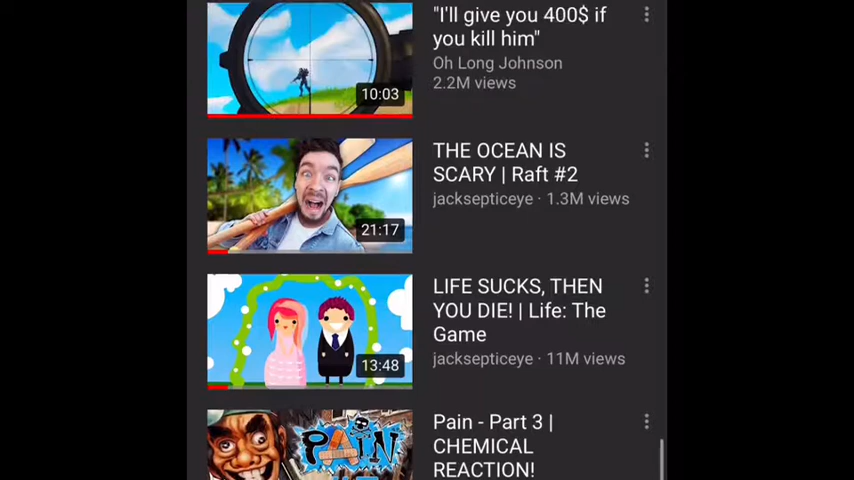 "I'll give you 400$ if
you kill him"
Oh Long Johnson
2.2M views
10:03
THE OCEAN IS
SCARY | Raft #2
jacksepticeye · 1.3M views
21:17
LIFE SUCKS, THEN
YOU DIE! | Life: The
Game
jacksepticeye · 11M views
13:48
Pain - Part 3 |
CHEMICAL
REACTION!
PAIN